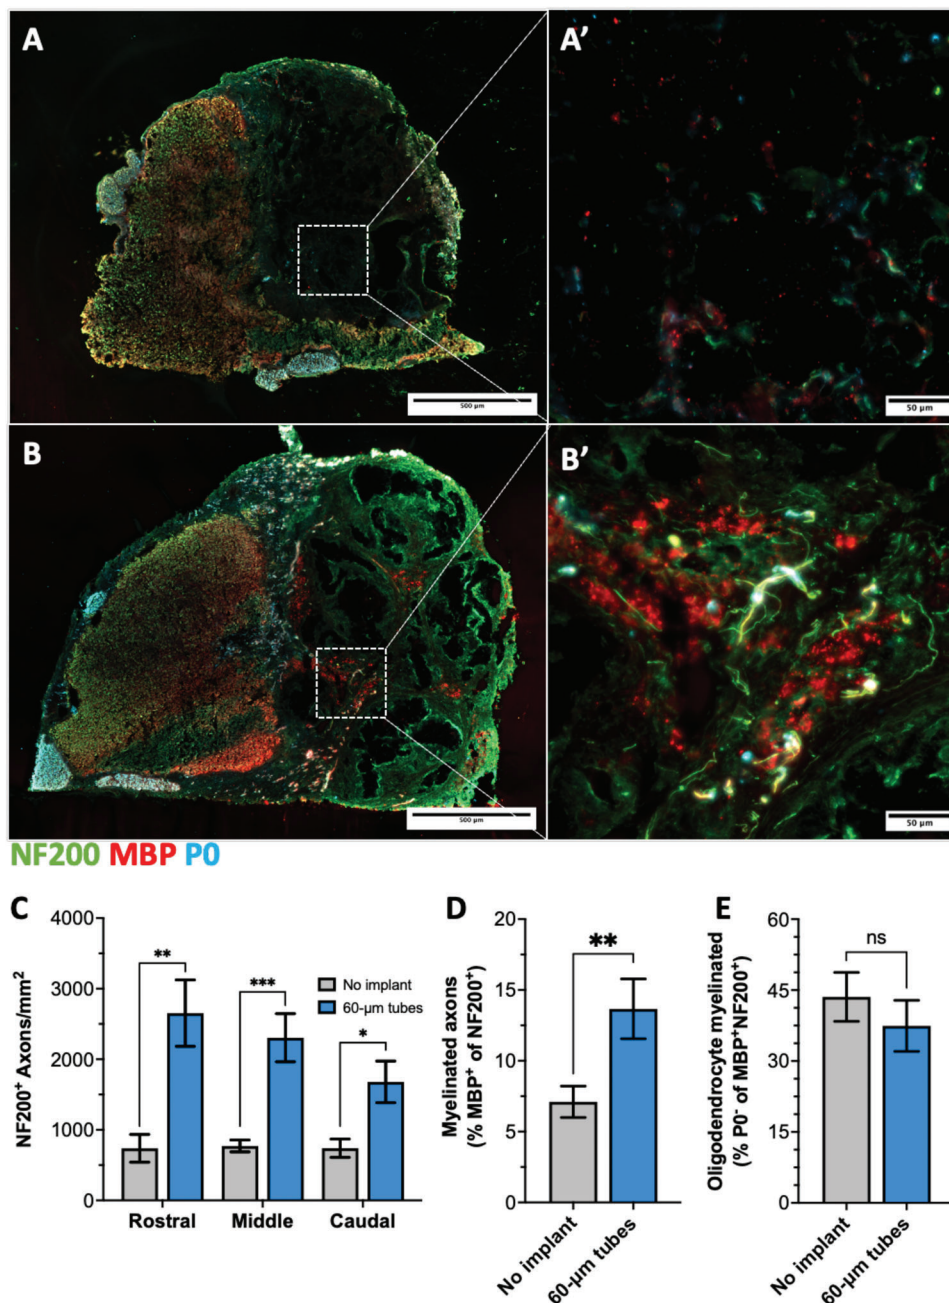 A
A'
500 µm
50 µm
B
B'
500 µm
50 µm
NF200 MBP P0
C
D
E
NF200⁺ Axons/mm²
4000
3000
2000
1000
0
**
***
*
No implant
60-µm tubes
Rostral
Middle
Caudal
Myelinated axons
(% MBP⁺ of NF200⁺)
20
15
10
5
0
**
No implant
60-µm tubes
Oligodendrocyte myelinated
(% P0⁻ of MBP⁺NF200⁺)
60
45
30
15
0
ns
No implant
60-µm tubes